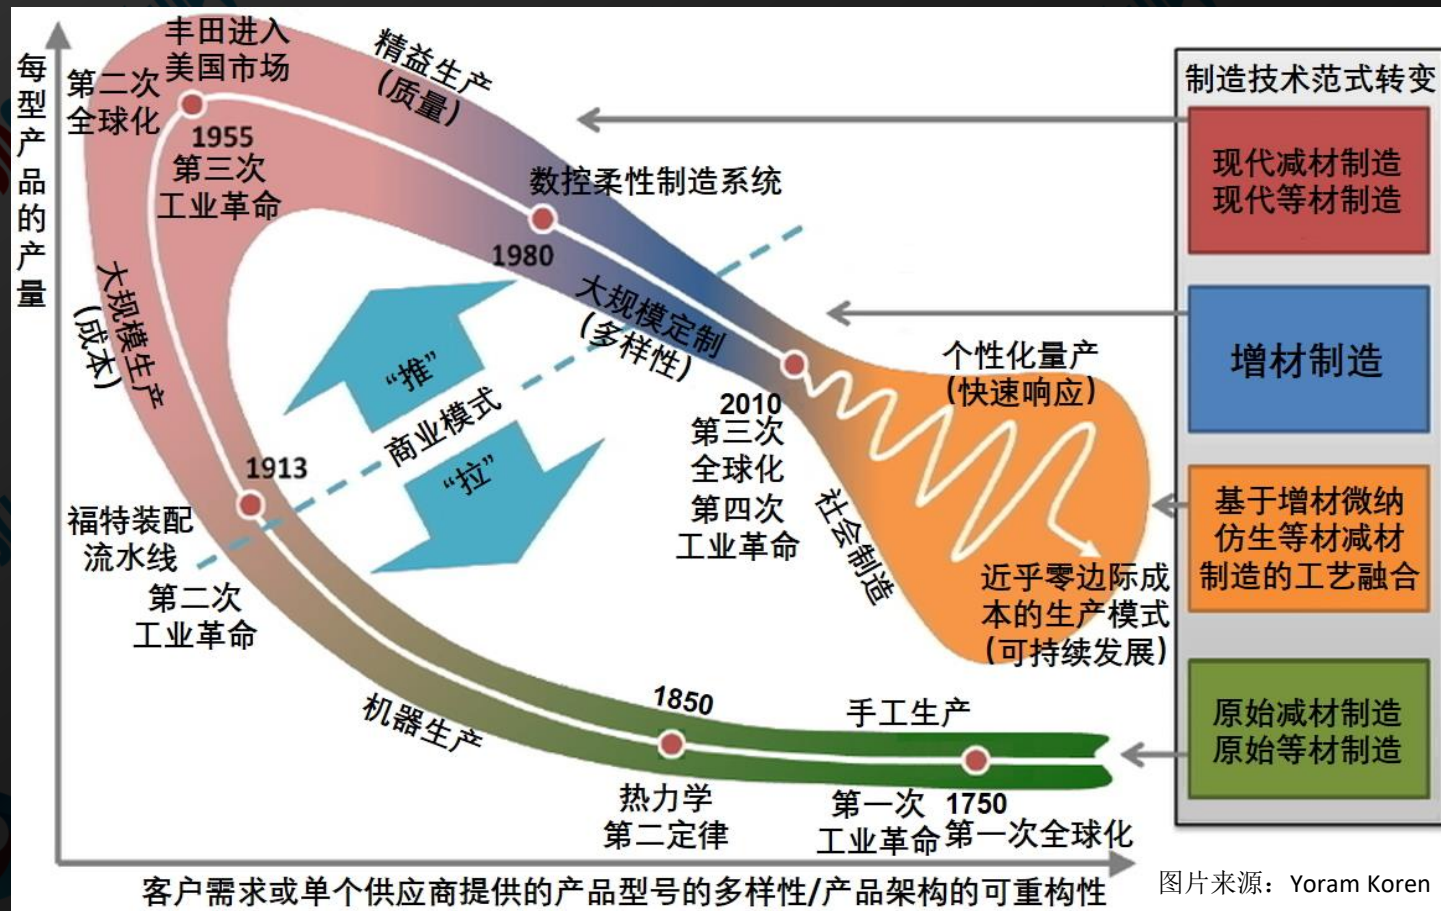 每型产品的产量
丰田进入
美国市场
第二次
全球化
1955
第三次
工业革命
精益生产
(质量)
数控柔性制造系统
1980
大规模生产
(成本)
大规模定制
(多样性)
“推”
商业模式
“拉”
1913
福特装配
流水线
第二次
工业革命
2010
第三次
全球化
第四次
工业革命
个性化量产
(快速响应)
社会制造
近乎零边际成
本的生产模式
(可持续发展)
机器生产
1850
热力学
第二定律
手工生产
第一次
工业革命
1750
第一次全球化
客户需求或单个供应商提供的产品型号的多样性/产品架构的可重构性
制造技术范式转变
现代减材制造
现代等材制造
增材制造
基于增材微纳
仿生等材减材
制造的工艺融合
原始减材制造
原始等材制造
图片来源：Yoram Koren